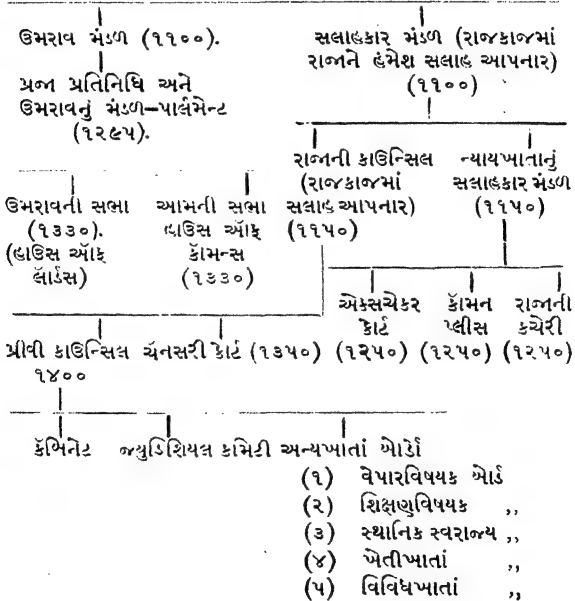 ઉમરાવ મંડળ (૧૧૦૦).
સલાહકાર મંડળ (રાજકાજમાં
રાજાને હંમેશ સલાહ આપનાર)
(૧૧૦૦)
પ્રજા પ્રતિનિધિ અને
ઉમરાવનું મંડળ–પાર્લમેન્ટ
(૧૨૯૫).
રાજાની કાઉન્સિલ
(રાજકાજમાં
સલાહ આપનાર)
(૧૧૫૦)
ન્યાયખાતાનું
સલાહકાર મંડળ
(૧૧૫૦)
ઉમરાવની સભા
(૧૩૩૦).
(હાઉસ ઑફ
લૉર્ડસ)
આમની સભા
હાઉસ ઑફ
કૉમન્સ
(૧૩૩૦)
એક્સચેકર
કોર્ટ
(૧૨૫૦)
કૉમન
પ્લીસ
(૧૨૫૦)
રાજાની
કચેરી
(૧૨૫૦)
પ્રીવી કાઉન્સિલ
૧૪૦૦
ચૅનસરી કોર્ટ (૧૩૫૦)
કૅબિનેટ
જ્યુડિશિયલ કમિટી
અન્યખાતાં બોર્ડો
(૧) વેપારવિષયક બોર્ડ
(૨) શિક્ષણવિષયક ,,
(૩) સ્થાનિક સ્વરાજ્ય ,,
(૪) ખેતીખાતાં ,,
(૫) વિવિધખાતાં ,,